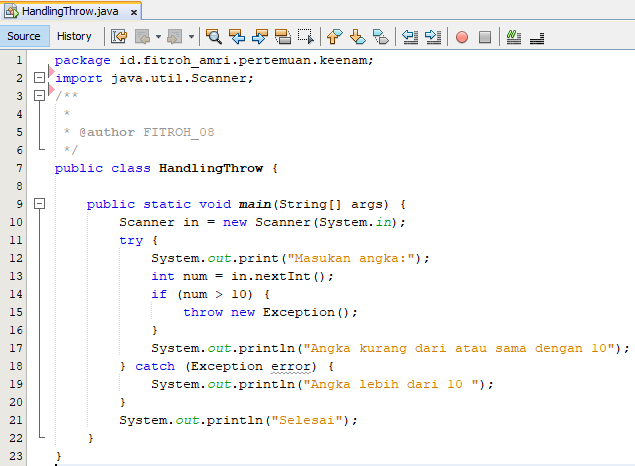 HandlingThrow.java
Source History
1 package id.fitroh_amri.pertemuan.keenam;
2 import java.util.Scanner;
3 /**
4 *
5 * @author FITROH_08
6 */
7 public class HandlingThrow {
8
9 public static void main(String[] args) {
10 Scanner in = new Scanner(System.in);
11 try {
12 System.out.print("Masukan angka:");
13 int num = in.nextInt();
14 if (num > 10) {
15 throw new Exception();
16 }
17 System.out.println("Angka kurang dari atau sama dengan 10");
18 } catch (Exception error) {
19 System.out.println("Angka lebih dari 10 ");
20 }
21 System.out.println("Selesai");
22 }
23 }